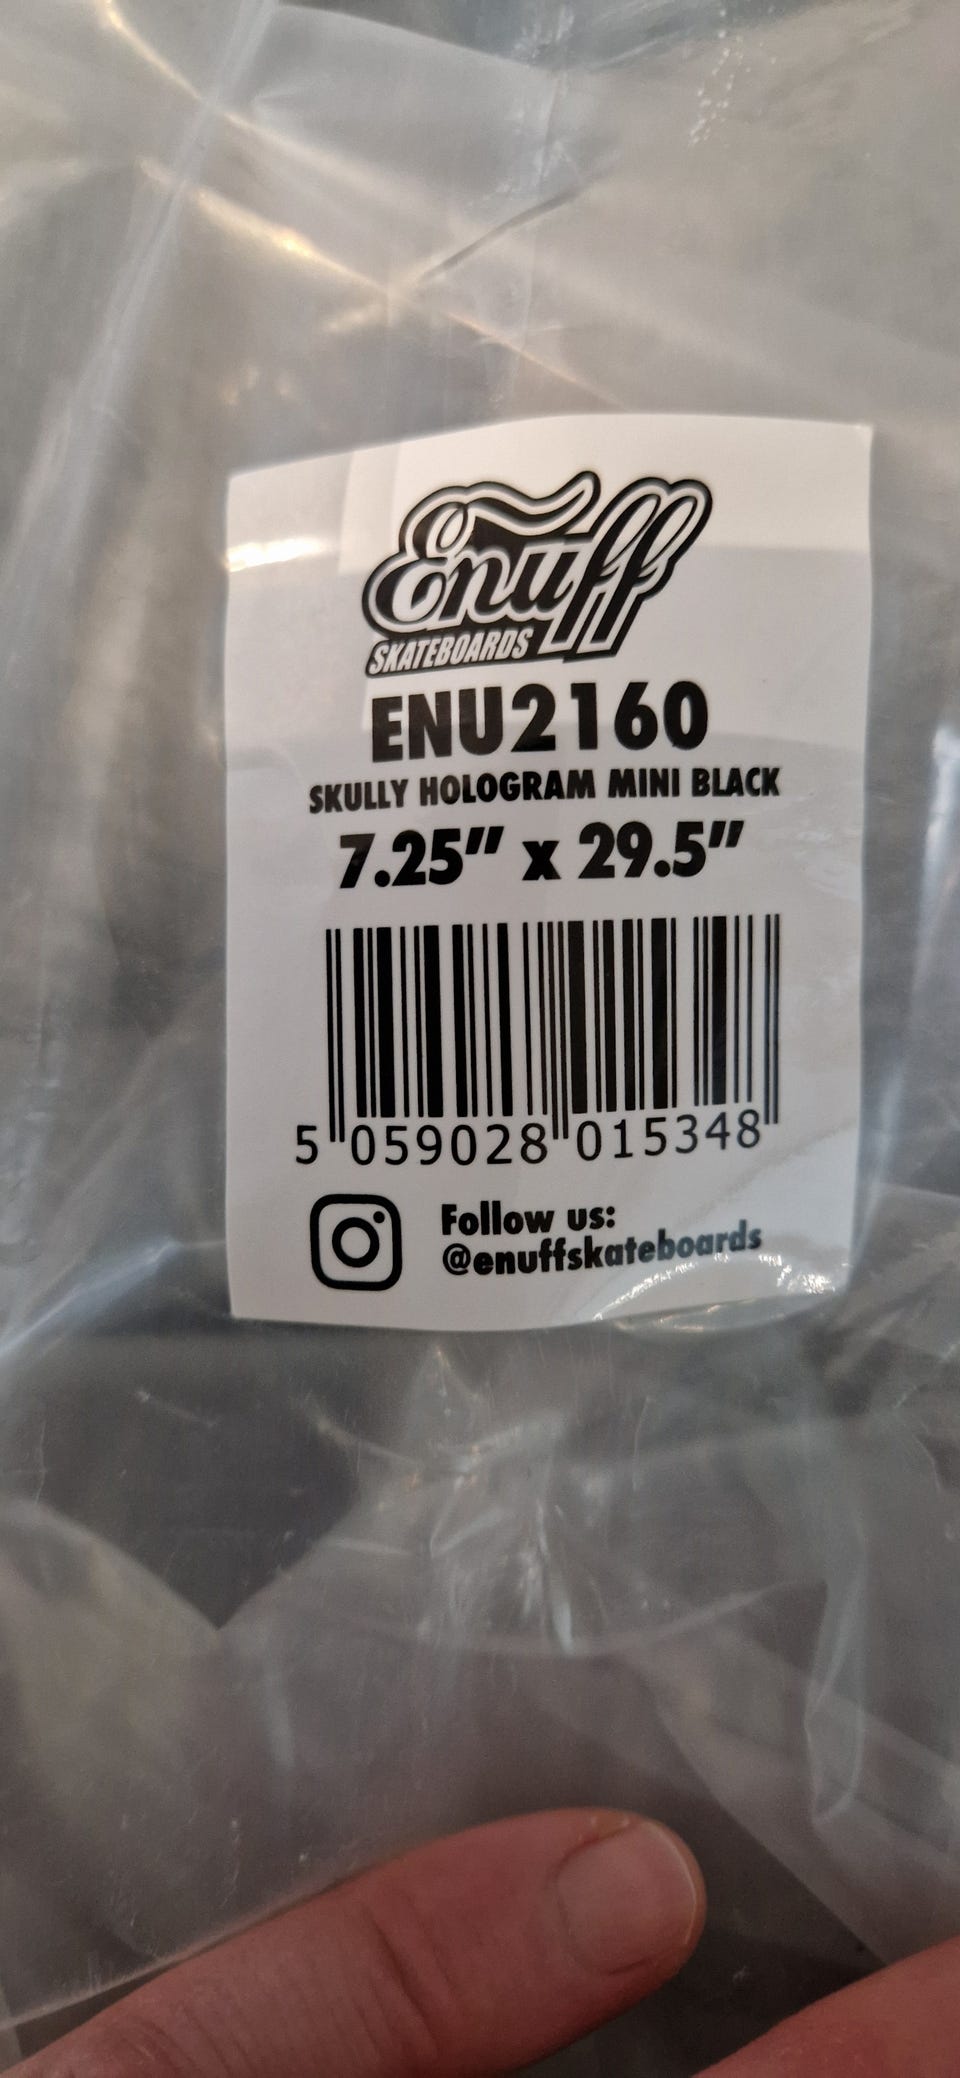 Enuff
SKATEBOARDS
ENU2160
SKULLY HOLOGRAM MINI BLACK
7.25" x 29.5"
5 059028 015348
Follow us:
@enuffskateboards